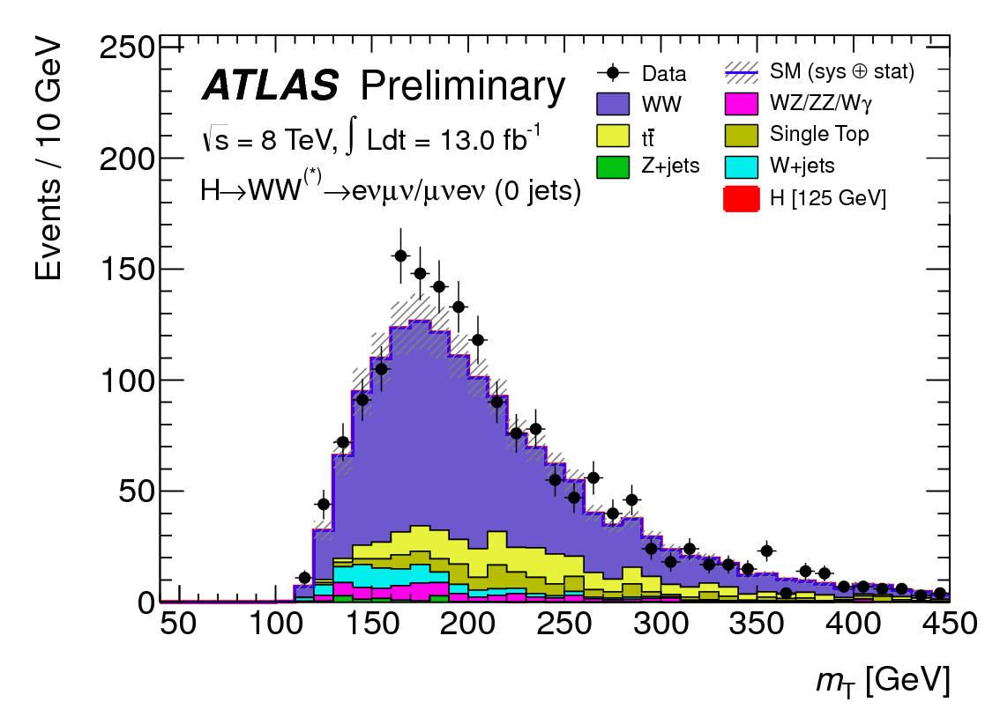 Events / 10 GeV
250
200
150
100
50
0
ATLAS Preliminary
√s = 8 TeV, ∫ Ldt = 13.0 fb⁻¹
H→WW⁽*⁾→eνμν/μνeν (0 jets)
Data
WW
tt̄
Z+jets
SM (sys ⊕ stat)
WZ/ZZ/Wγ
Single Top
W+jets
H [125 GeV]
50 100 150 200 250 300 350 400 450
m_T [GeV]